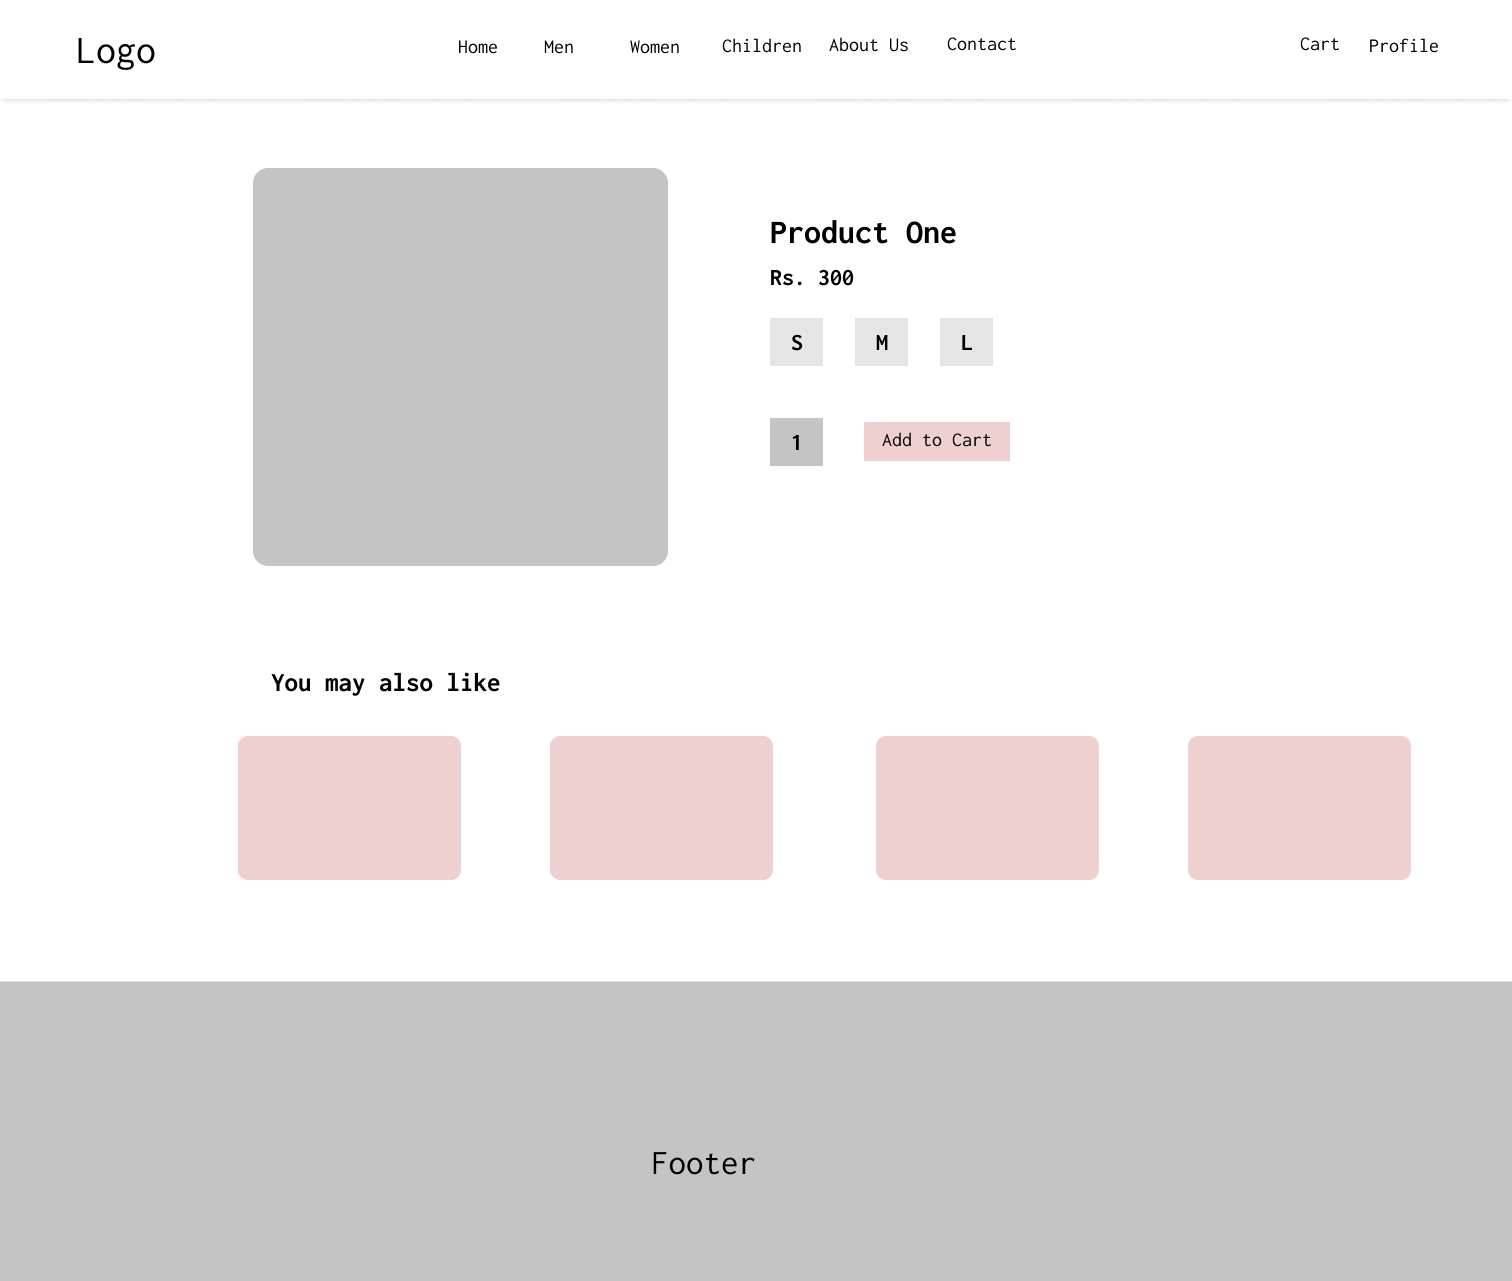 Logo
Home Men Women Children About Us Contact
Cart Profile
Product One
Rs. 300
S M L
1 Add to Cart
You may also like
Footer